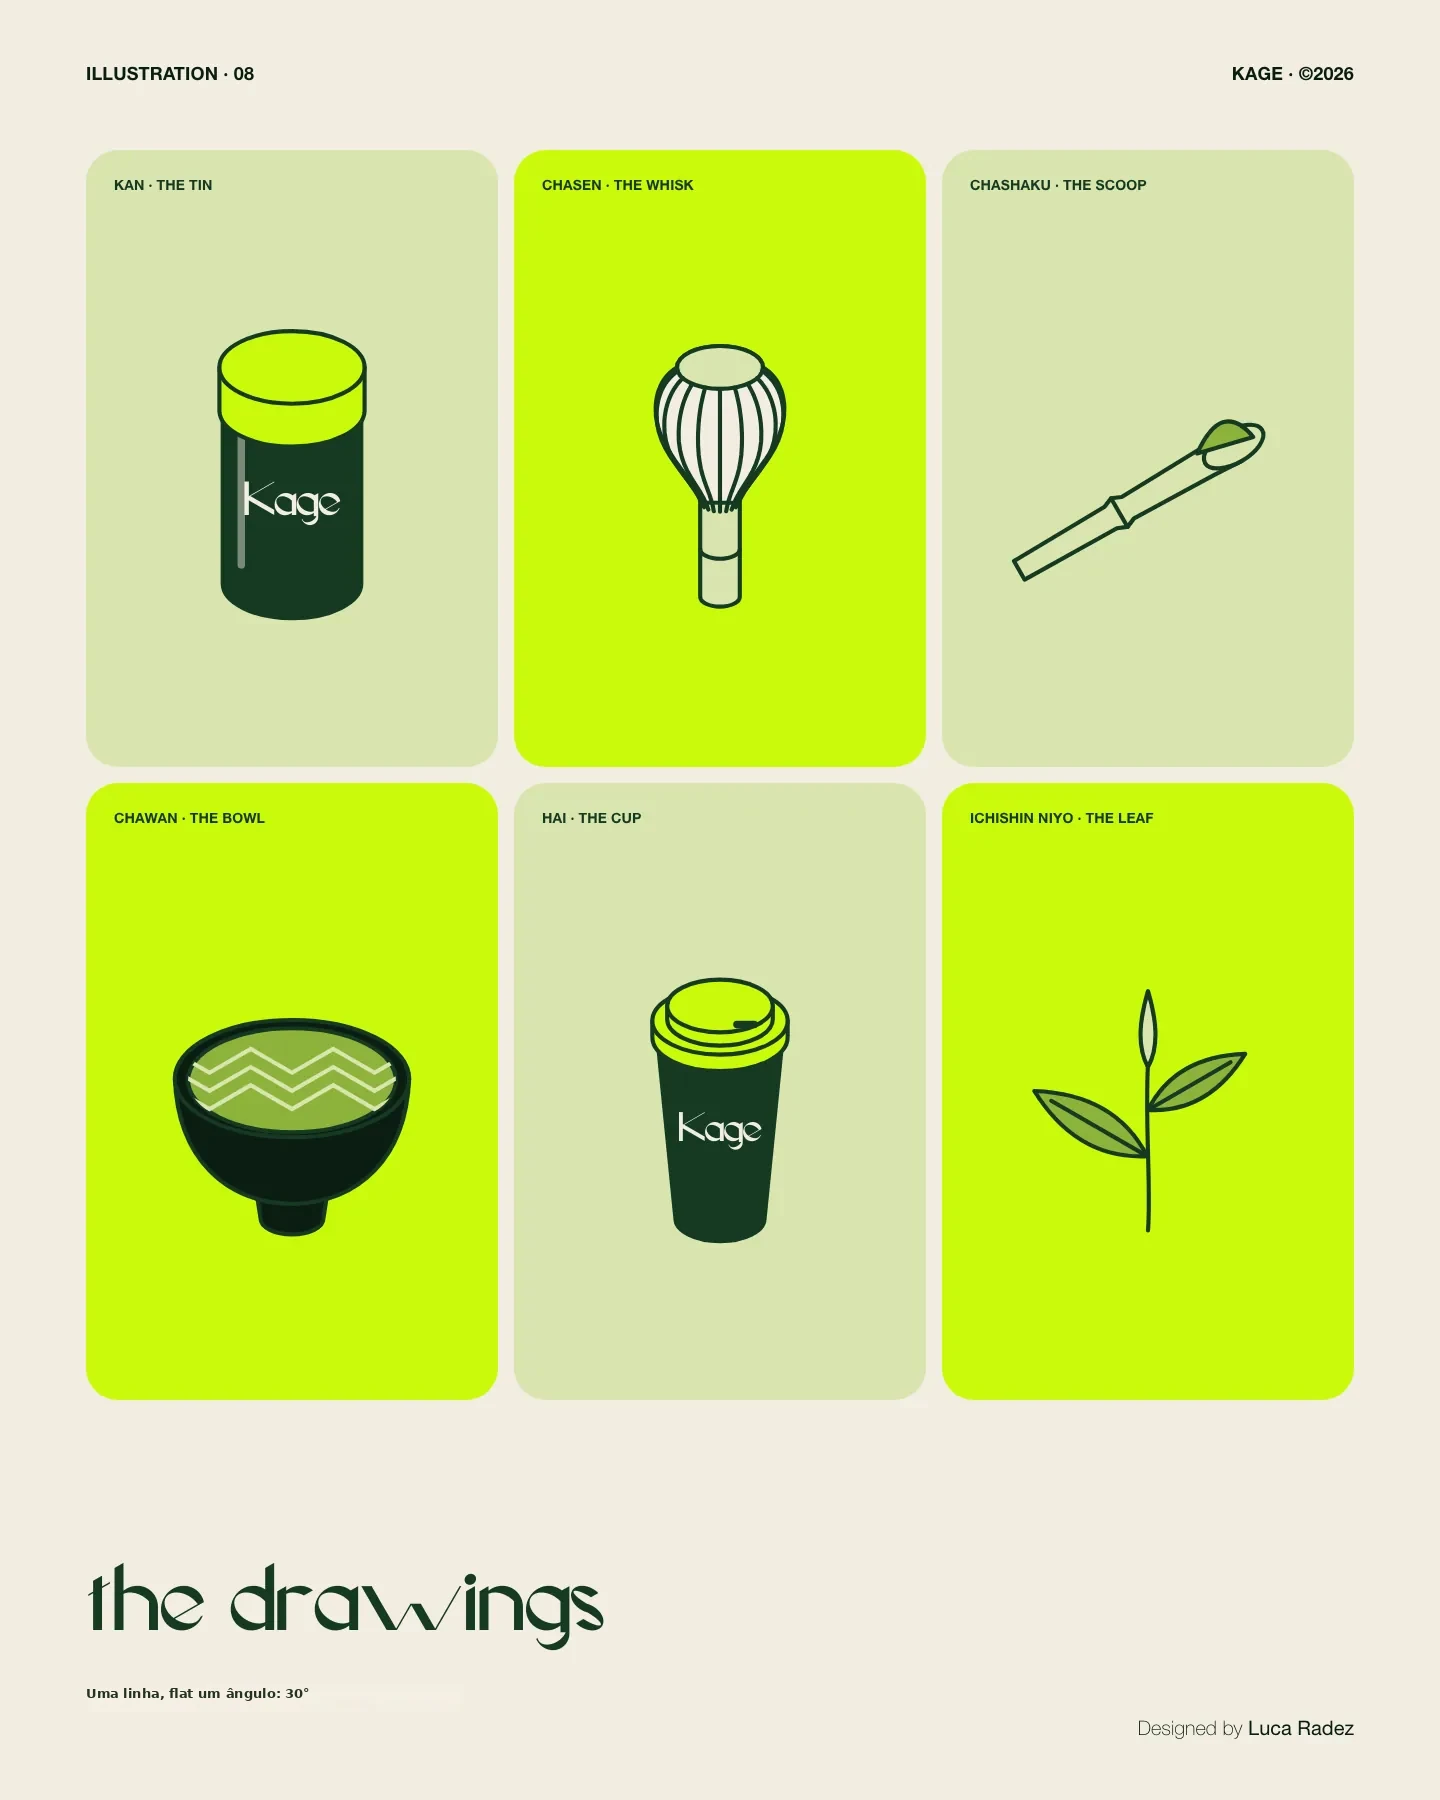 ILLUSTRATION · 08
KAGE · ©2026
KAN · THE TIN
CHASEN · THE WHISK
CHASHAKU · THE SCOOP
Kage
CHAWAN · THE BOWL
HAI · THE CUP
ICHISHIN NIYO · THE LEAF
Kage
the drawings
Uma linha, flat um ângulo: 30°
Designed by Luca Radez